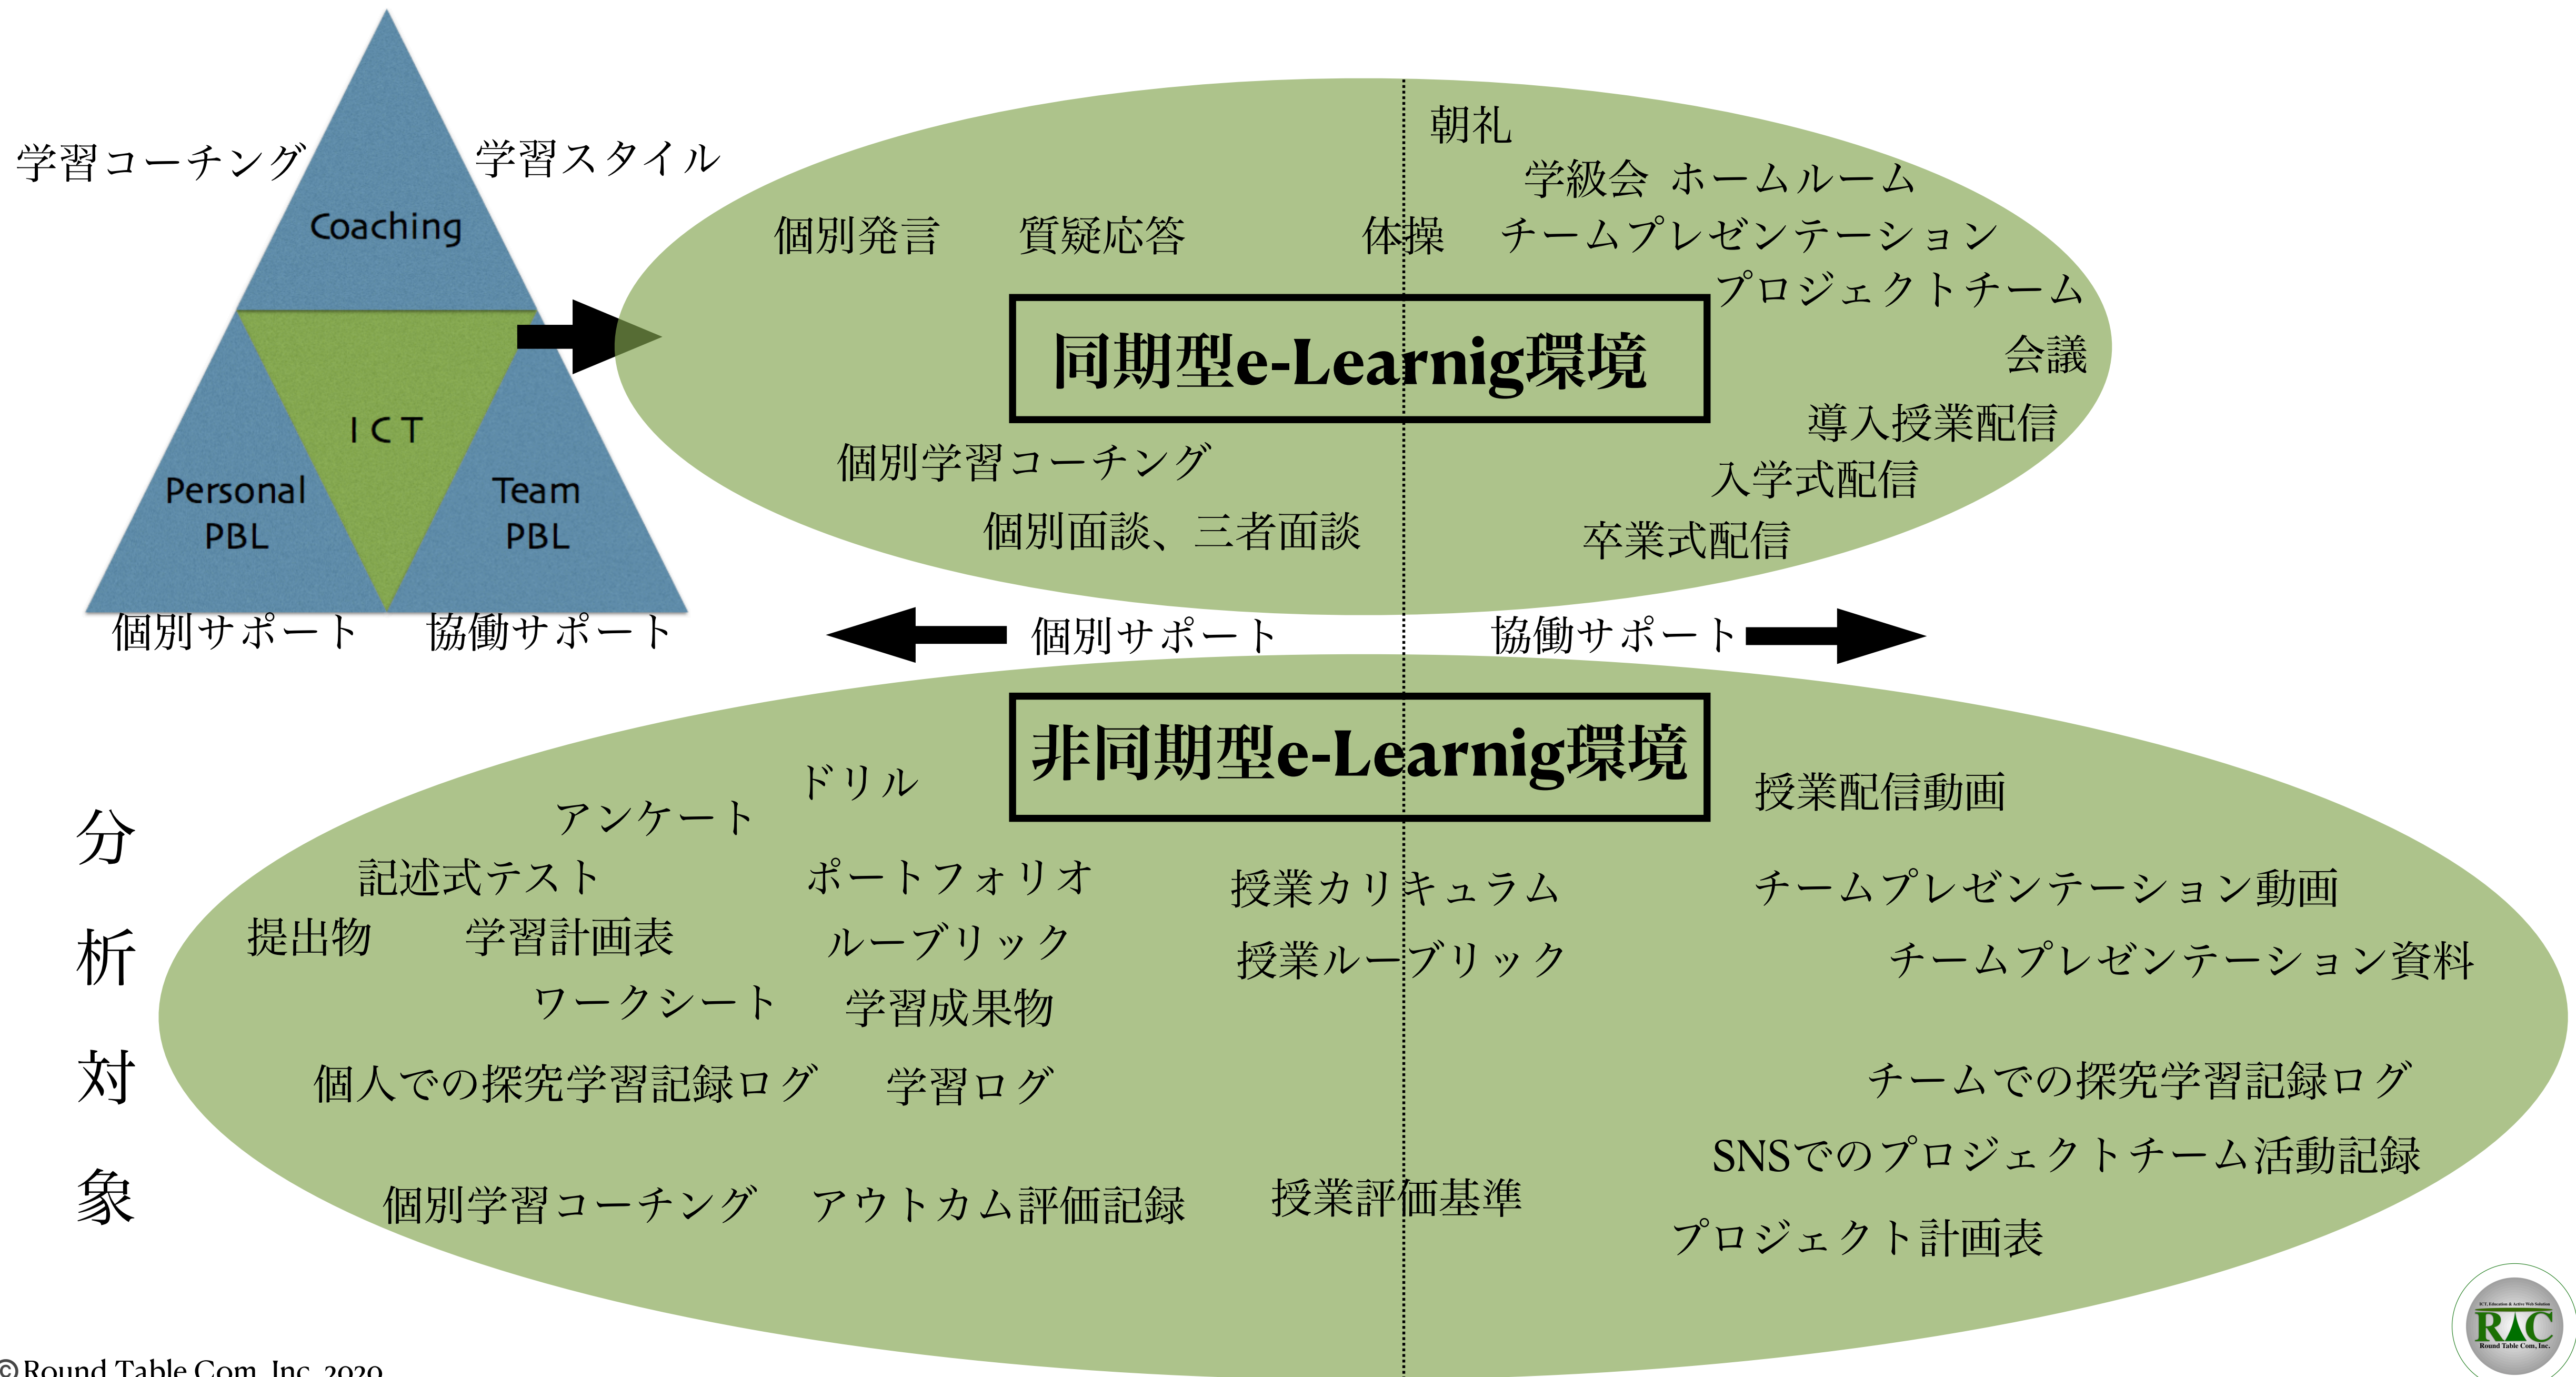 学習コーチング
学習スタイル
Coaching
I C T
Personal
PBL
Team
PBL
個別サポート
協働サポート
朝礼
学級会 ホームルーム
個別発言
質疑応答
体操
チームプレゼンテーション
プロジェクトチーム
同期型e-Learnig環境
会議
導入授業配信
個別学習コーチング
入学式配信
個別面談、三者面談
卒業式配信
個別サポート
協働サポート
非同期型e-Learnig環境
分析対象
ドリル
アンケート
授業配信動画
記述式テスト
ポートフォリオ
授業カリキュラム
チームプレゼンテーション動画
提出物
学習計画表
ルーブリック
授業ルーブリック
チームプレゼンテーション資料
ワークシート
学習成果物
個人での探究学習記録ログ
学習ログ
チームでの探究学習記録ログ
SNSでのプロジェクトチーム活動記録
個別学習コーチング
アウトカム評価記録
授業評価基準
プロジェクト計画表
ICT, Education & Active Web Solution
RAC
Round Table Com, Inc.
©Round Table Com, Inc. 2020